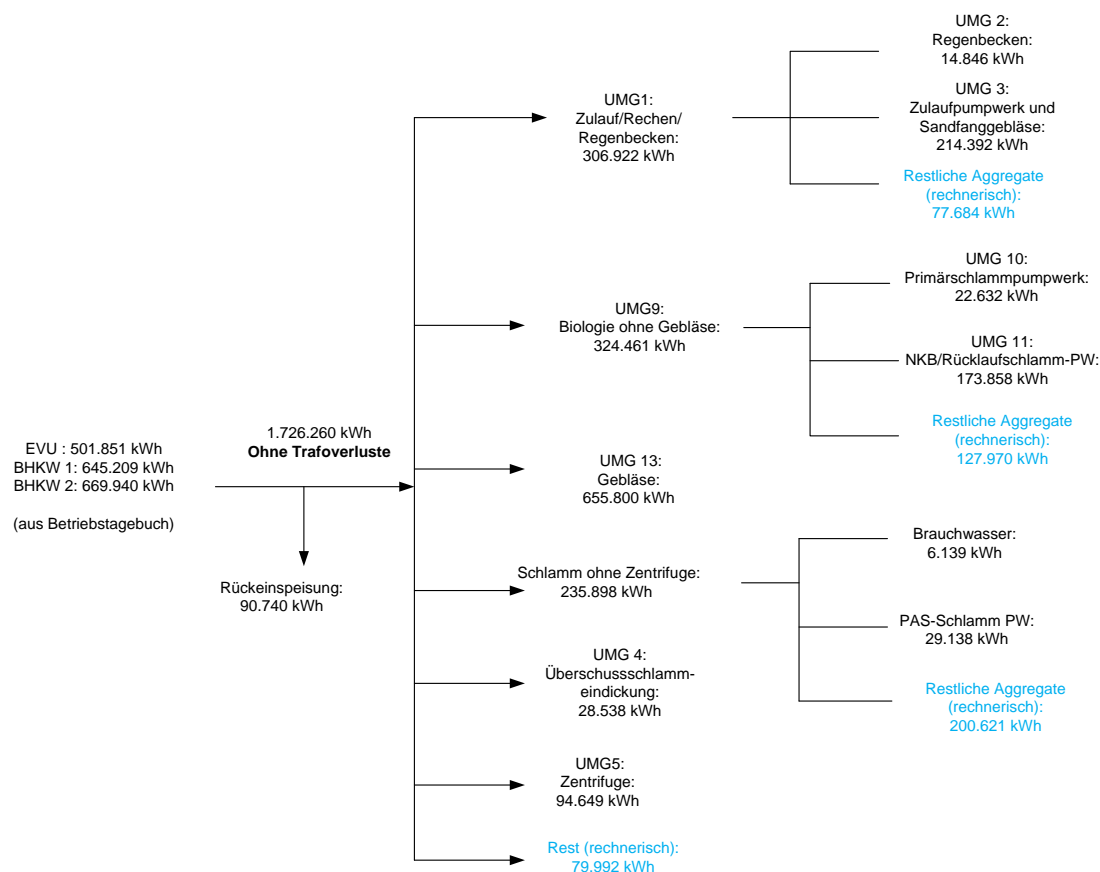 EVU : 501.851 kWh
BHKW 1: 645.209 kWh
BHKW 2: 669.940 kWh
(aus Betriebstagebuch)
1.726.260 kWh
Ohne Trafoverluste
Rückeinspeisung:
90.740 kWh
UMG1:
Zulauf/Rechen/
Regenbecken:
306.922 kWh
UMG 2:
Regenbecken:
14.846 kWh
UMG 3:
Zulaufpumpwerk und
Sandfanggebläse:
214.392 kWh
Restliche Aggregate
(rechnerisch):
77.684 kWh
UMG9:
Biologie ohne Gebläse:
324.461 kWh
UMG 10:
Primärschlammpumpwerk:
22.632 kWh
UMG 11:
NKB/Rücklaufschlamm-PW:
173.858 kWh
Restliche Aggregate
(rechnerisch):
127.970 kWh
UMG 13:
Gebläse:
655.800 kWh
Schlamm ohne Zentrifuge:
235.898 kWh
Brauchwasser:
6.139 kWh
PAS-Schlamm PW:
29.138 kWh
Restliche Aggregate
(rechnerisch):
200.621 kWh
UMG 4:
Überschussschlamm-
eindickung:
28.538 kWh
UMG5:
Zentrifuge:
94.649 kWh
Rest (rechnerisch):
79.992 kWh